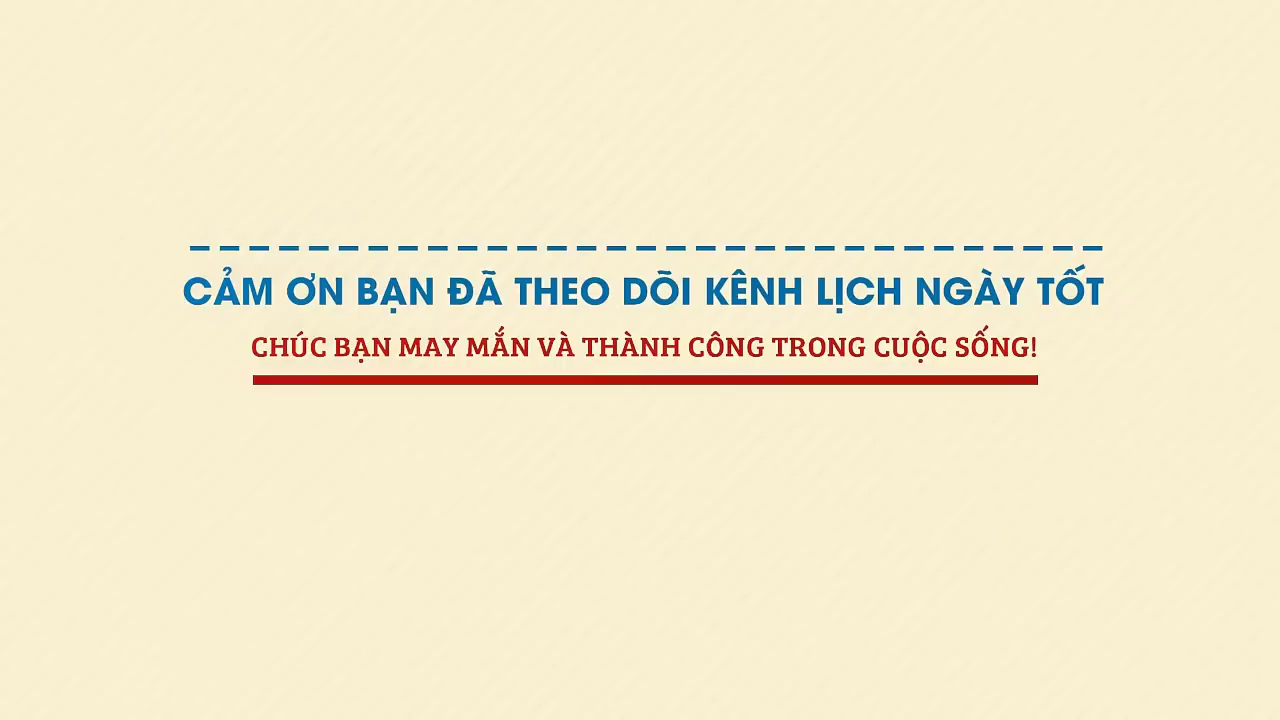 CẢM ƠN BẠN ĐÃ THEO DÕI KÊNH LỊCH NGÀY TỐT
CHÚC BẠN MAY MẮN VÀ THÀNH CÔNG TRONG CUỘC SỐNG!